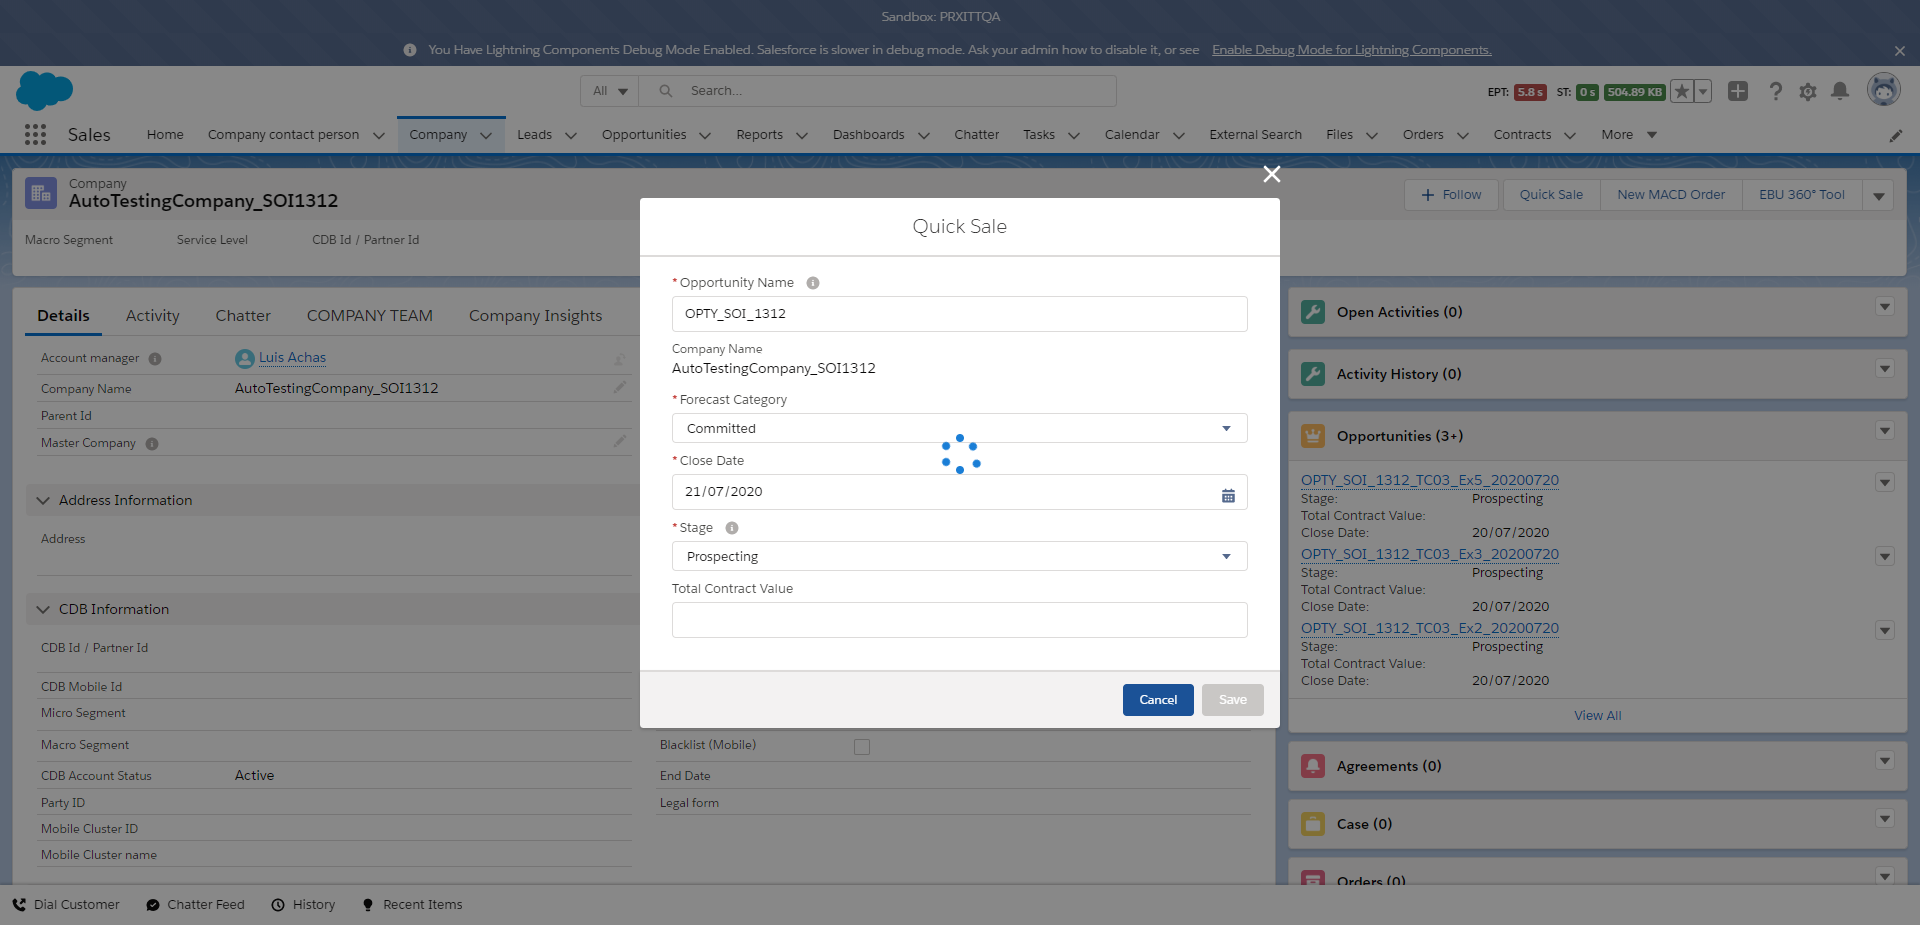 Sandbox: PRXITTQA
You Have Lightning Components Debug Mode Enabled. Salesforce is slower in debug mode. Ask your admin how to disable it, or see Enable Debug Mode for Lightning Components.
All Search...
EPT: 5.8 s ST: 0 s 504.89 KB
Sales Home Company contact person Company Leads Opportunities Reports Dashboards Chatter Tasks Calendar External Search Files Orders Contracts More
Company
AutoTestingCompany_SOI1312
Follow Quick Sale New MACD Order EBU 360° Tool
Macro Segment Service Level CDB Id / Partner Id
Details Activity Chatter COMPANY TEAM Company Insights
Account manager Luis Achas
Company Name AutoTestingCompany_SOI1312
Parent Id
Master Company
Address Information
Address
CDB Information
CDB Id / Partner Id
CDB Mobile Id
Micro Segment
Macro Segment
CDB Account Status Active
Party ID
Mobile Cluster ID
Mobile Cluster name
Blacklist (Mobile)
End Date
Legal form
Quick Sale
* Opportunity Name
OPTY_SOI_1312
Company Name
AutoTestingCompany_SOI1312
* Forecast Category
Committed
* Close Date
21/07/2020
* Stage
Prospecting
Total Contract Value
Cancel Save
Open Activities (0)
Activity History (0)
Opportunities (3+)
OPTY_SOI_1312_TC03_Ex5_20200720
Stage: Prospecting
Total Contract Value:
Close Date: 20/07/2020
OPTY_SOI_1312_TC03_Ex3_20200720
Stage: Prospecting
Total Contract Value:
Close Date: 20/07/2020
OPTY_SOI_1312_TC03_Ex2_20200720
Stage: Prospecting
Total Contract Value:
Close Date: 20/07/2020
View All
Agreements (0)
Case (0)
Orders (0)
Dial Customer Chatter Feed History Recent Items